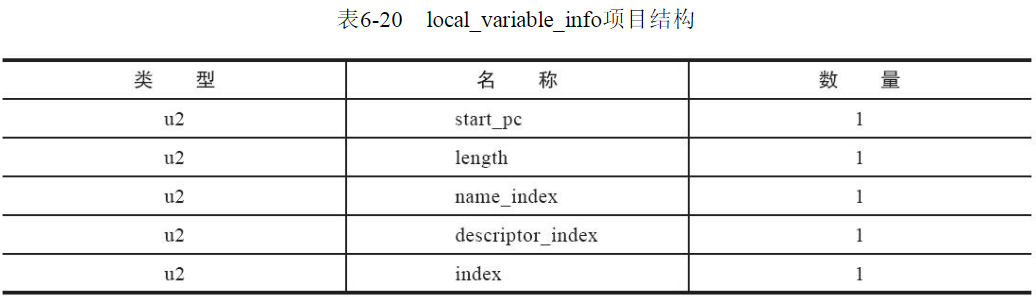 表6-20 local_variable_info项目结构
类 型 名 称 数 量
u2 start_pc 1
u2 length 1
u2 name_index 1
u2 descriptor_index 1
u2 index 1